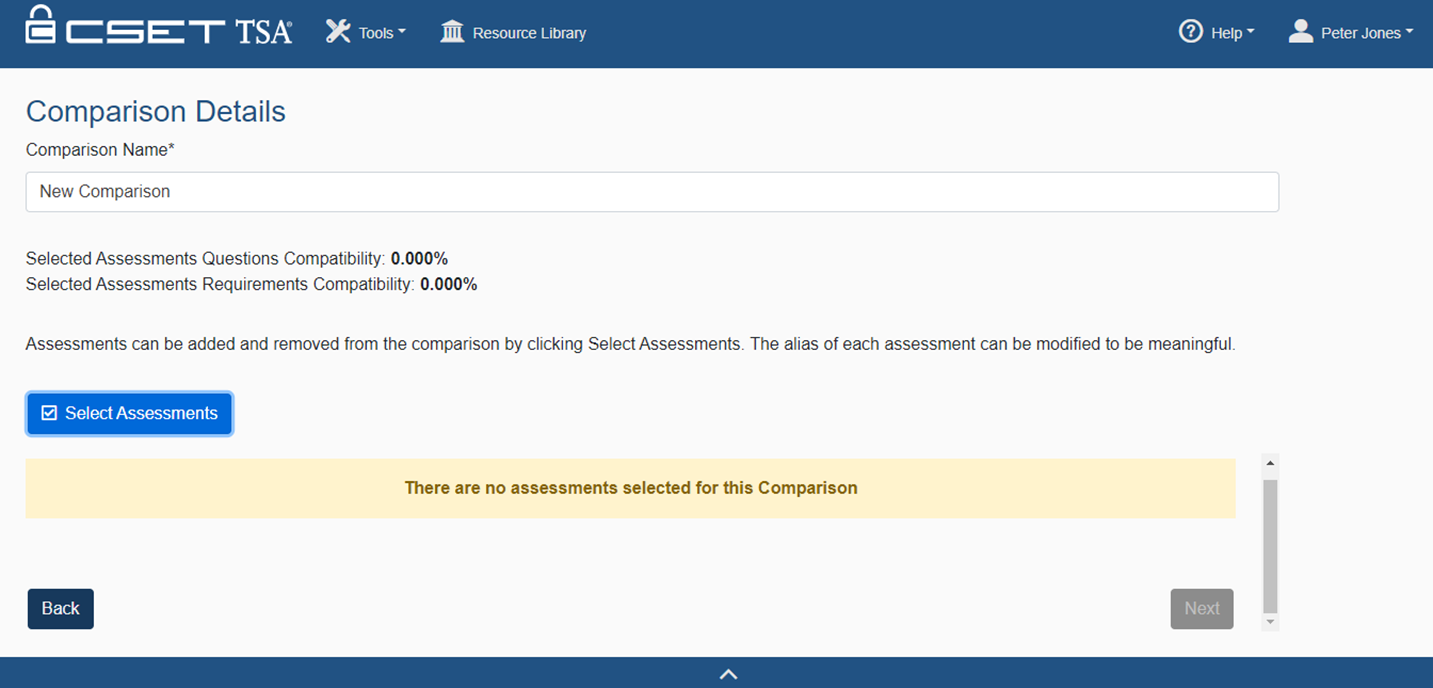 CSET TSA® Tools Resource Library Help Peter Jones
Comparison Details
Comparison Name*
New Comparison
Selected Assessments Questions Compatibility: 0.000%
Selected Assessments Requirements Compatibility: 0.000%
Assessments can be added and removed from the comparison by clicking Select Assessments. The alias of each assessment can be modified to be meaningful.
Select Assessments
There are no assessments selected for this Comparison
Back Next